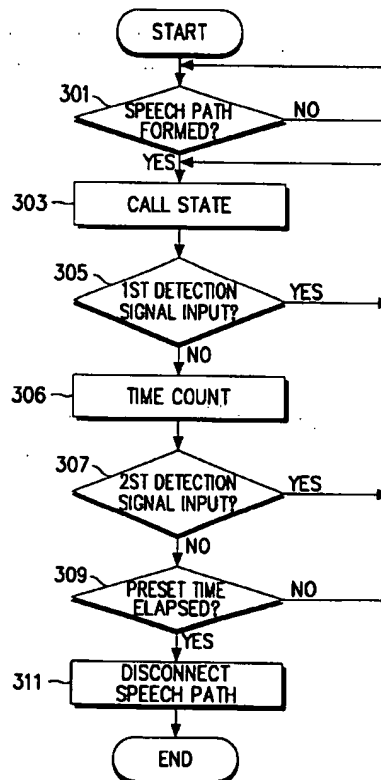 START
301
SPEECH PATH
FORMED?
NO
YES
303
CALL STATE
305
1ST DETECTION
SIGNAL INPUT?
YES
NO
306
TIME COUNT
307
2ST DETECTION
SIGNAL INPUT?
YES
NO
309
PRESET TIME
ELAPSED?
NO
YES
311
DISCONNECT
SPEECH PATH
END